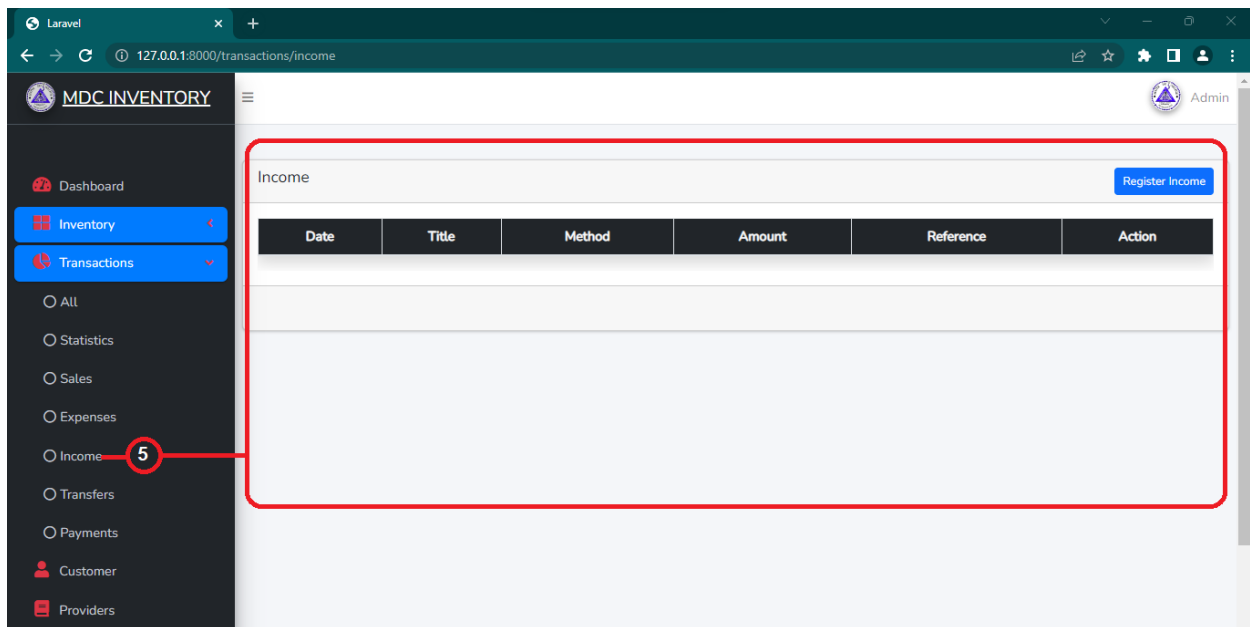 Laravel
127.0.0.1:8000/transactions/income
MDC INVENTORY
Admin
Dashboard
Inventory
Transactions
All
Statistics
Sales
Expenses
Income
5
Transfers
Payments
Customer
Providers
Income
Register Income
Date Title Method Amount Reference Action